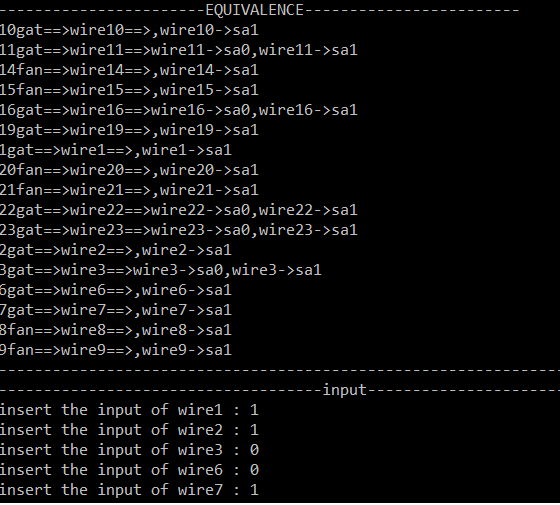 -----------------------EQUIVALENCE------------------------
10gat==>wire10==>,wire10->sa1
11gat==>wire11==>wire11->sa0,wire11->sa1
14fan==>wire14==>,wire14->sa1
15fan==>wire15==>,wire15->sa1
16gat==>wire16==>wire16->sa0,wire16->sa1
19gat==>wire19==>,wire19->sa1
1gat==>wire1==>,wire1->sa1
20fan==>wire20==>,wire20->sa1
21fan==>wire21==>,wire21->sa1
22gat==>wire22==>wire22->sa0,wire22->sa1
23gat==>wire23==>wire23->sa0,wire23->sa1
2gat==>wire2==>,wire2->sa1
3gat==>wire3==>wire3->sa0,wire3->sa1
6gat==>wire6==>,wire6->sa1
7gat==>wire7==>,wire7->sa1
8fan==>wire8==>,wire8->sa1
9fan==>wire9==>,wire9->sa1
---------------------------------------------------------------
------------------------------------input----------------------
insert the input of wire1 : 1
insert the input of wire2 : 1
insert the input of wire3 : 0
insert the input of wire6 : 0
insert the input of wire7 : 1